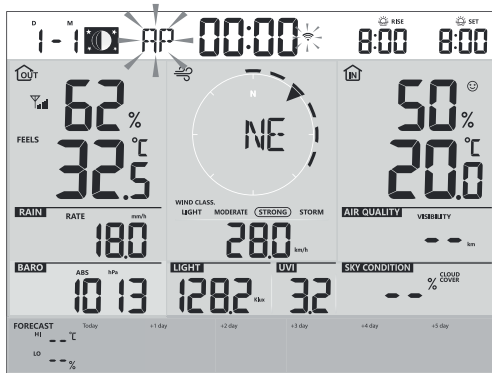 D M
1 - 1 AP 00:00 RISE 8:00 SET 8:00
OUT
62 %
FEELS
32.5 °C
NE
N
IN
50 %
20.0 °C
WIND CLASS.
LIGHT MODERATE STRONG STORM
28.0 km/h
RAIN RATE mm/h
18.0
AIR QUALITY VISIBILITY
-- km
BARO ABS hPa
1013
LIGHT
128.2 Klux
UVI
3.2
SKY CONDITION
-- % CLOUD
COVER
FORECAST Today +1 day +2 day +3 day +4 day +5 day
HI -- °C
LO -- %